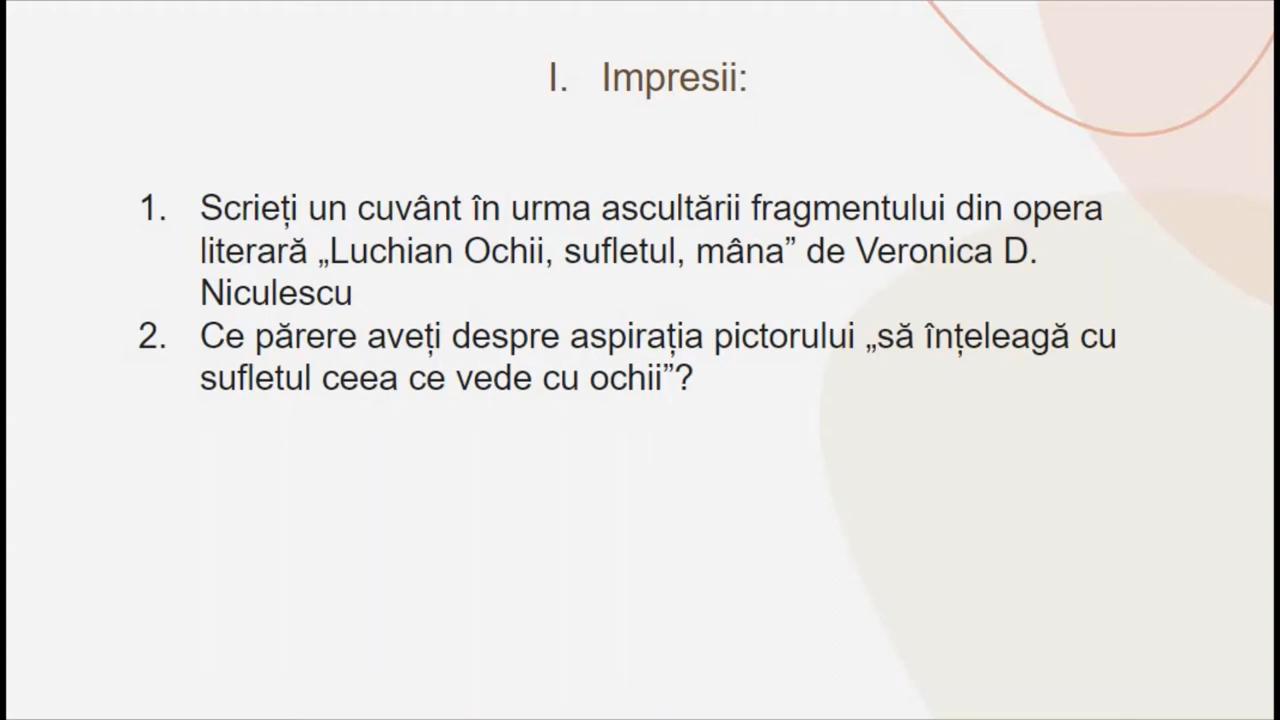 I. Impresii:
1. Scrieți un cuvânt în urma ascultării fragmentului din opera
literară „Luchian Ochii, sufletul, mâna” de Veronica D.
Niculescu
2. Ce părere aveți despre aspirația pictorului „să înțeleagă cu
sufletul ceea ce vede cu ochii”?